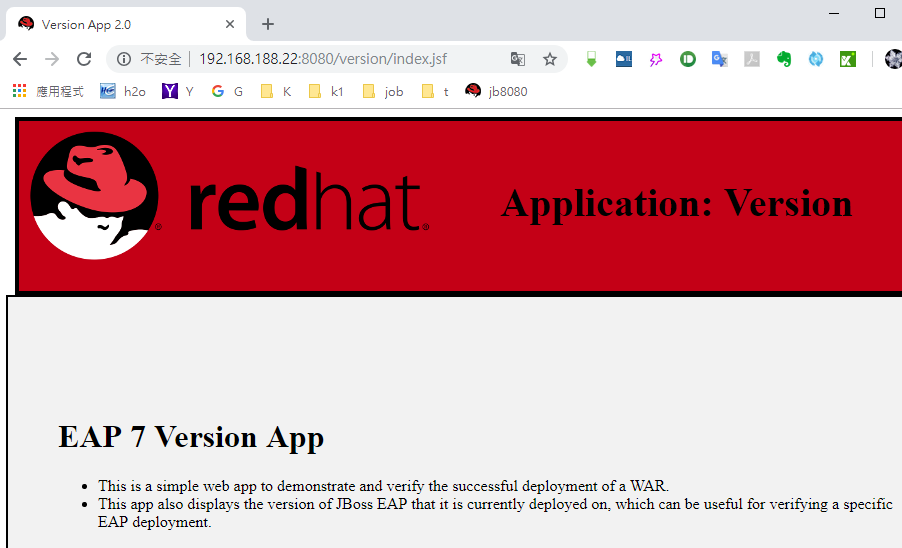 Version App 2.0
不安全 192.168.188.22:8080/version/index.jsf
應用程式 h2o Y G K k1 job t jb8080
redhat® Application: Version
EAP 7 Version App
• This is a simple web app to demonstrate and verify the successful deployment of a WAR.
• This app also displays the version of JBoss EAP that it is currently deployed on, which can be useful for verifying a specific
EAP deployment.